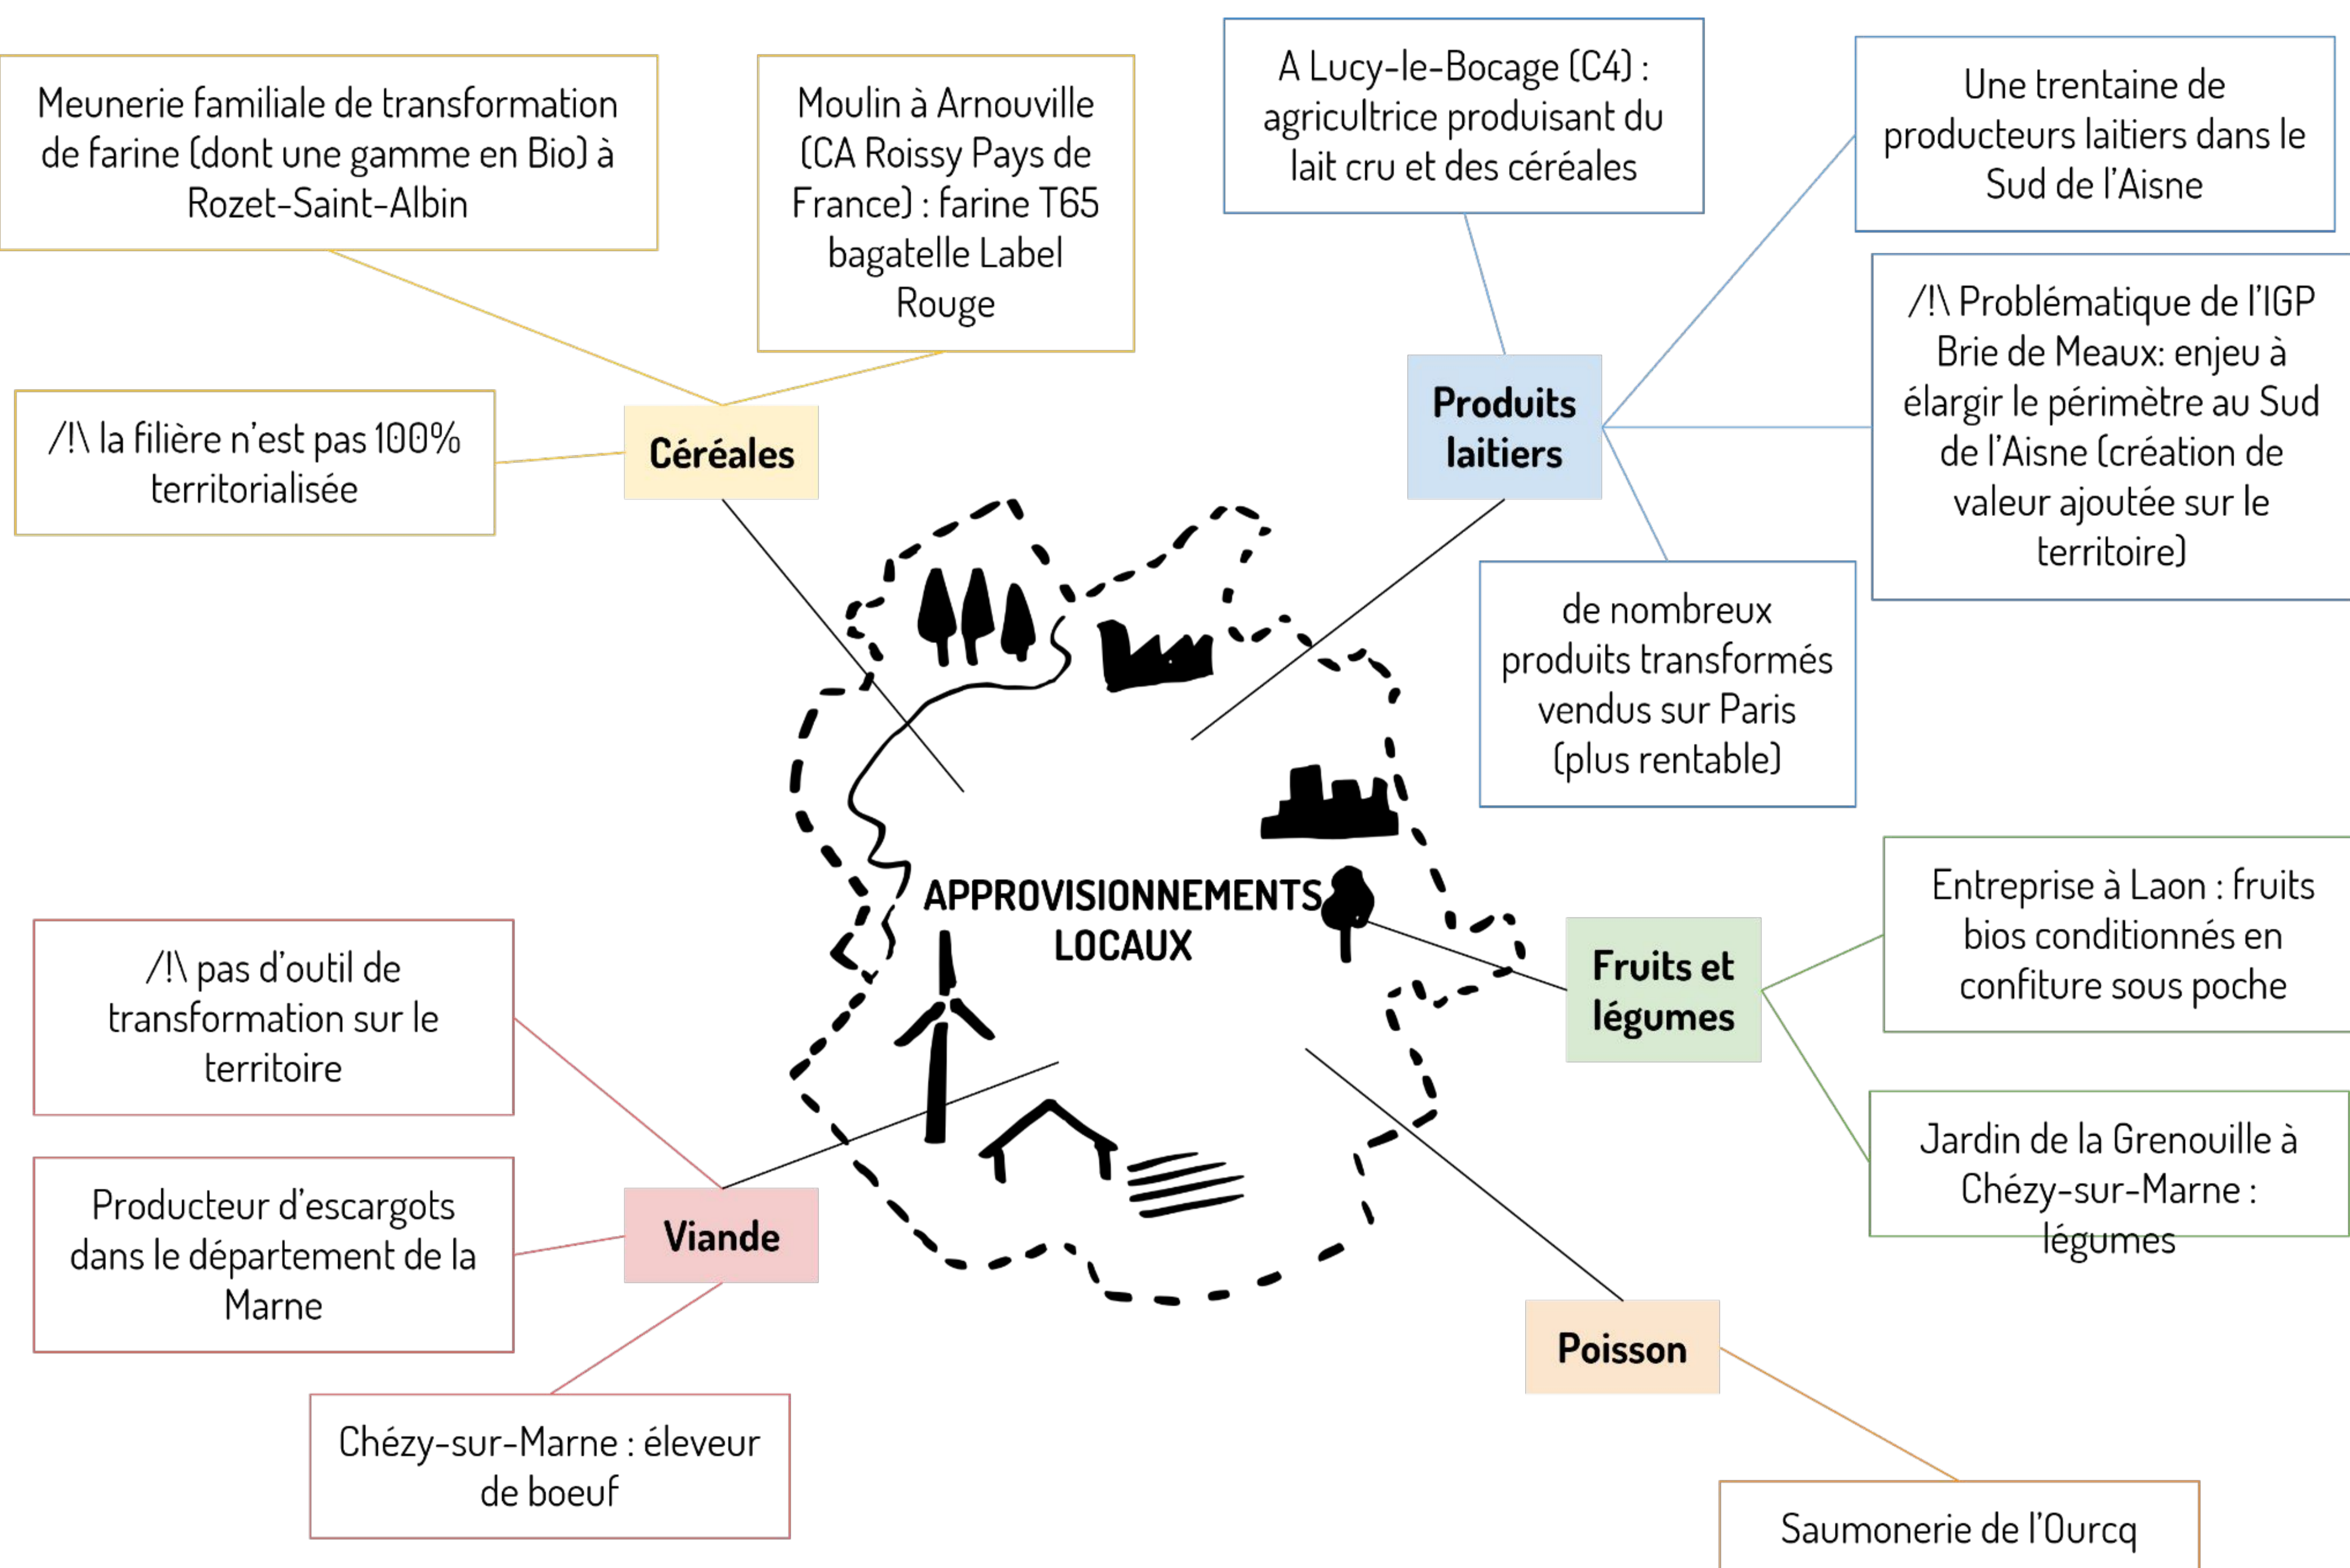 Meunerie familiale de transformation
de farine (dont une gamme en Bio) à
Rozet-Saint-Albin
Moulin à Arnouville
(CA Roissy Pays de
France) : farine T65
bagatelle Label
Rouge
/!\ la filière n'est pas 100%
territorialisée
Céréales
A Lucy-le-Bocage (C4) :
agricultrice produisant du
lait cru et des céréales
Une trentaine de
producteurs laitiers dans le
Sud de l'Aisne
/!\ Problématique de l'IGP
Brie de Meaux: enjeu à
élargir le périmètre au Sud
de l'Aisne (création de
valeur ajoutée sur le
territoire)
Produits
laitiers
de nombreux
produits transformés
vendus sur Paris
(plus rentable)
APPROVISIONNEMENTS
LOCAUX
Entreprise à Laon : fruits
bios conditionnés en
confiture sous poche
Fruits et
légumes
Jardin de la Grenouille à
Chézy-sur-Marne :
légumes
/!\ pas d'outil de
transformation sur le
territoire
Producteur d'escargots
dans le département de la
Marne
Viande
Chézy-sur-Marne : éleveur
de boeuf
Poisson
Saumonerie de l'Ourcq